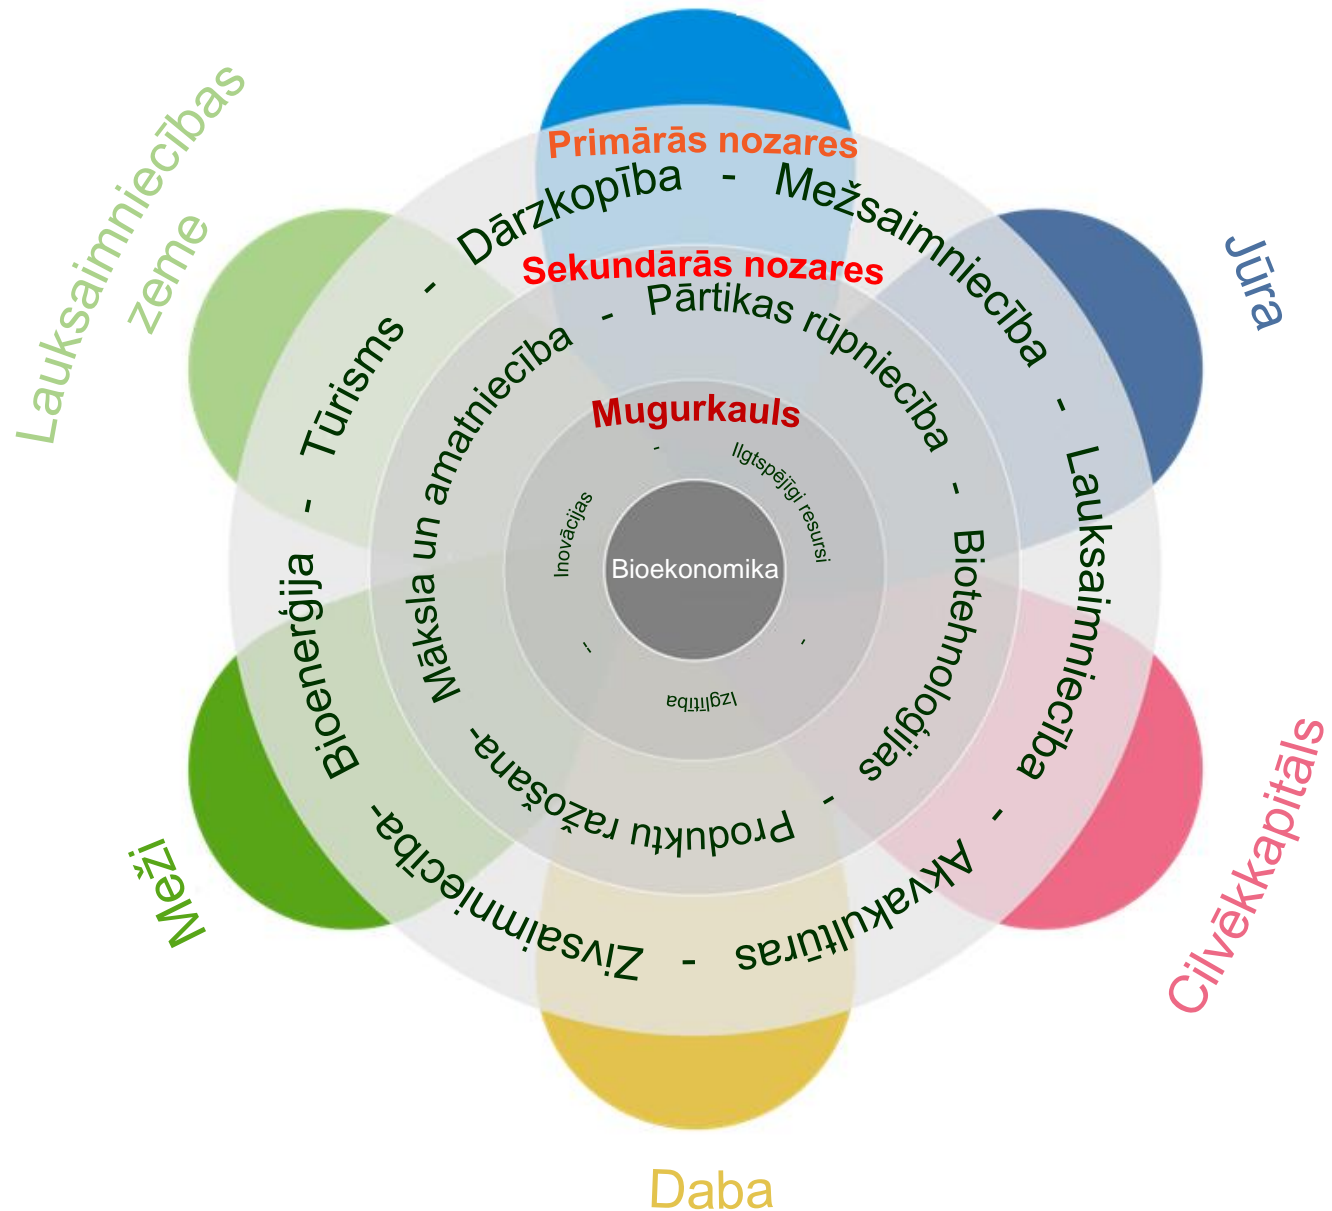 Lauksaimniecības
zeme
Jūra
Cilvēkkapitāls
Daba
Meži
Primārās nozares
Dārzkopība - Mežsaimniecība - Lauksaimniecība - Akvakultūras - Zivsaimniecība- Bioenerģija - Tūrisms -
Sekundārās nozares
Pārtikas rūpniecība - Biotehnoloģijas - Produktu ražošana- Māksla un amatniecība -
Mugurkauls
Ilgtspējīgi resursi - Izglītība -- Inovācijas -
Bioekonomika